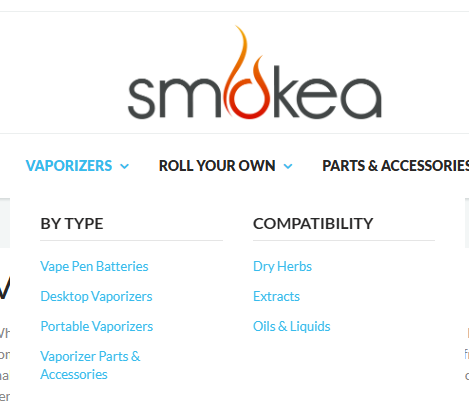 smokea
VAPORIZERS ROLL YOUR OWN PARTS & ACCESSORIES
BY TYPE COMPATIBILITY
Vape Pen Batteries Dry Herbs
Desktop Vaporizers Extracts
Portable Vaporizers Oils & Liquids
Vaporizer Parts &
Accessories